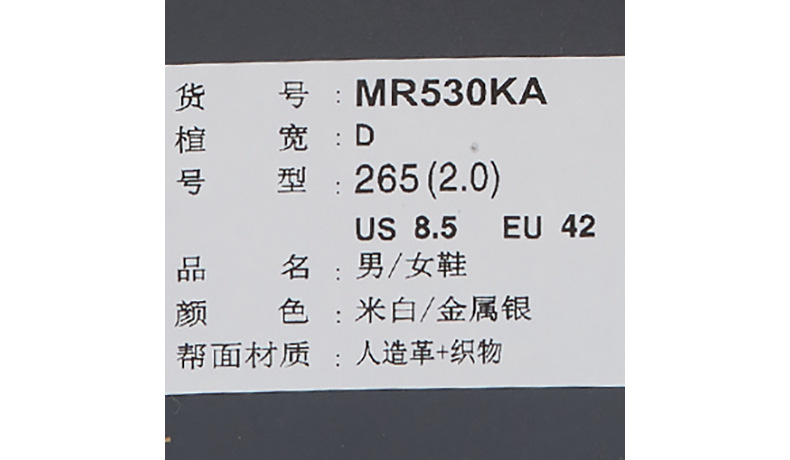 货 号 : MR530KA
楦 宽 : D
号 型 : 265(2.0)
US 8.5 EU 42
品 名 : 男/女鞋
颜 色 : 米白/金属银
帮面材质 : 人造革+织物